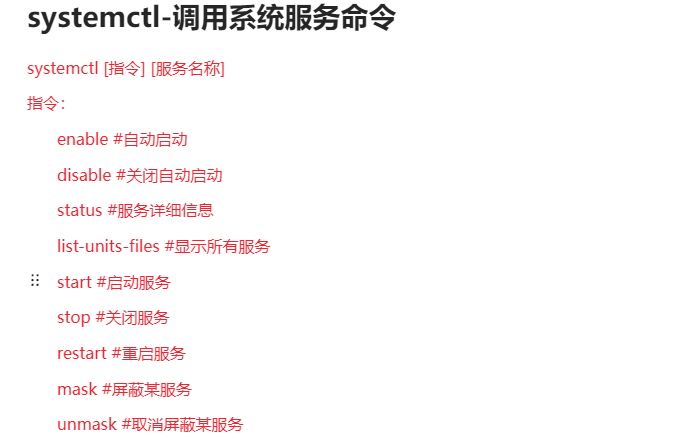 systemctl-调用系统服务命令
systemctl [指令] [服务名称]
指令：
enable #自动启动
disable #关闭自动启动
status #服务详细信息
list-units-files #显示所有服务
start #启动服务
stop #关闭服务
restart #重启服务
mask #屏蔽某服务
unmask #取消屏蔽某服务